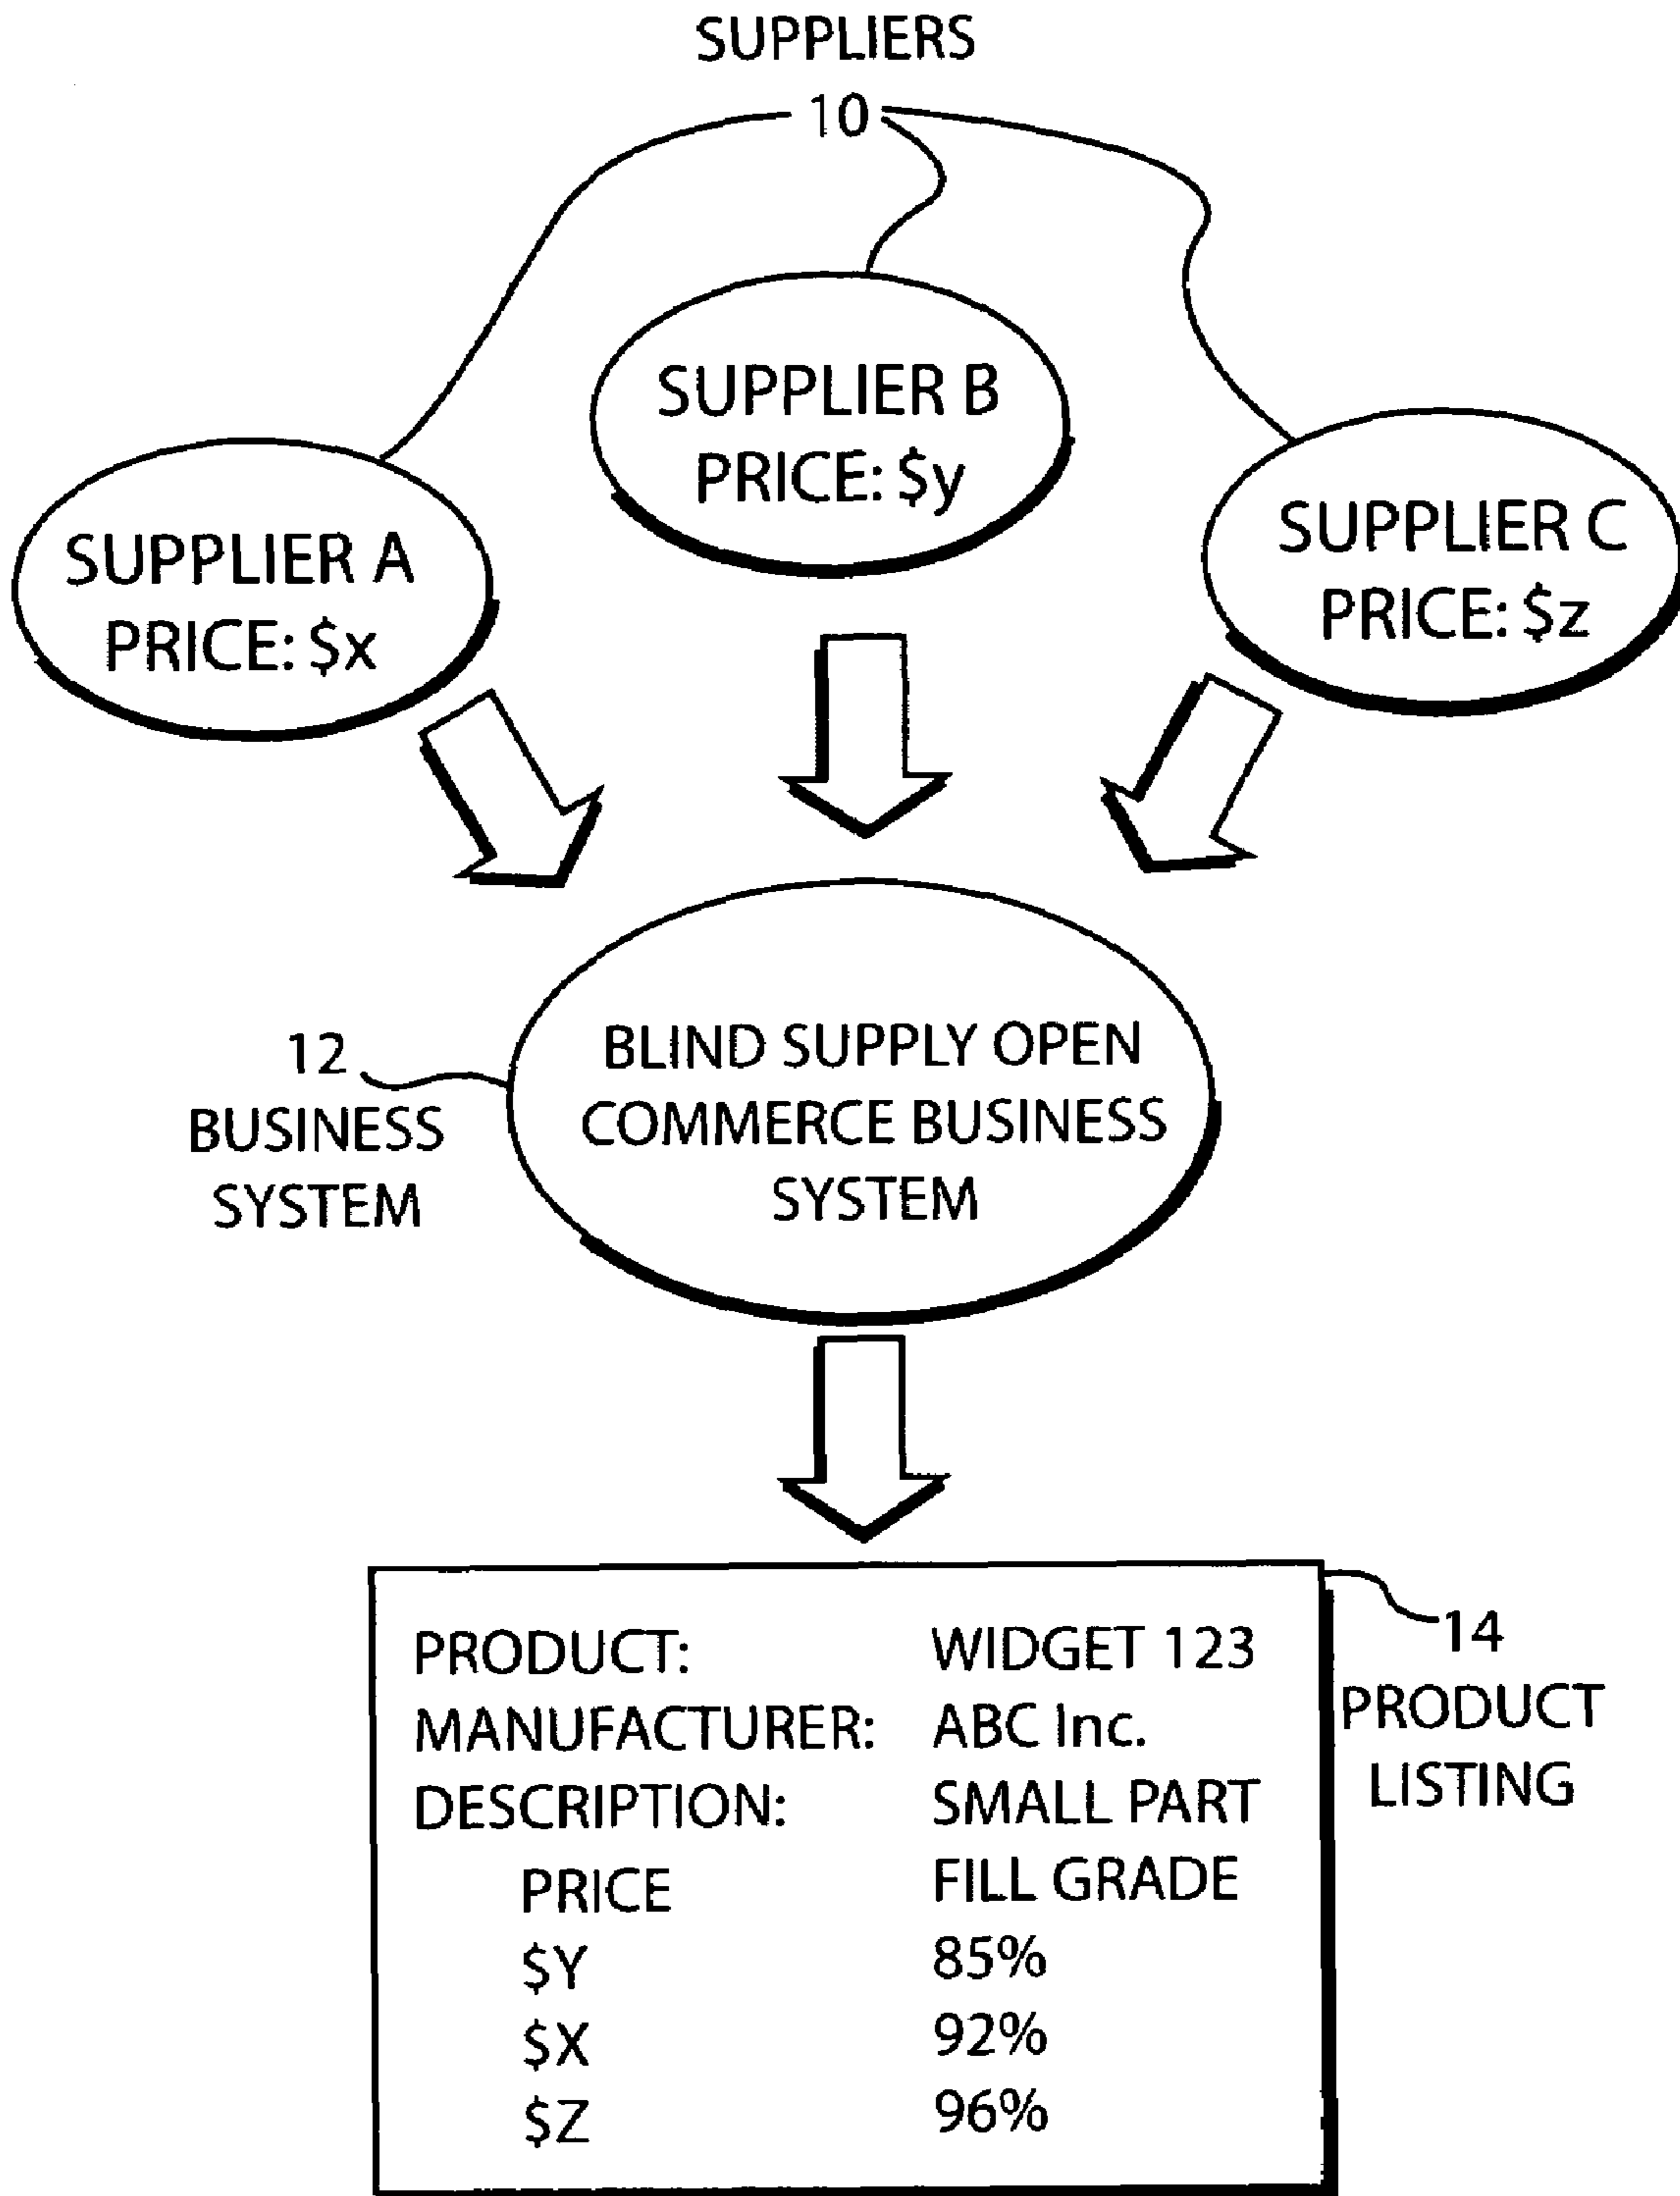 SUPPLIERS
10
SUPPLIER B
PRICE: $y
SUPPLIER A
PRICE: $x
SUPPLIER C
PRICE: $z
12
BUSINESS
SYSTEM
BLIND SUPPLY OPEN
COMMERCE BUSINESS
SYSTEM
PRODUCT: WIDGET 123
MANUFACTURER: ABC Inc.
DESCRIPTION: SMALL PART
PRICE FILL GRADE
$Y 85%
$X 92%
$Z 96%
14
PRODUCT
LISTING